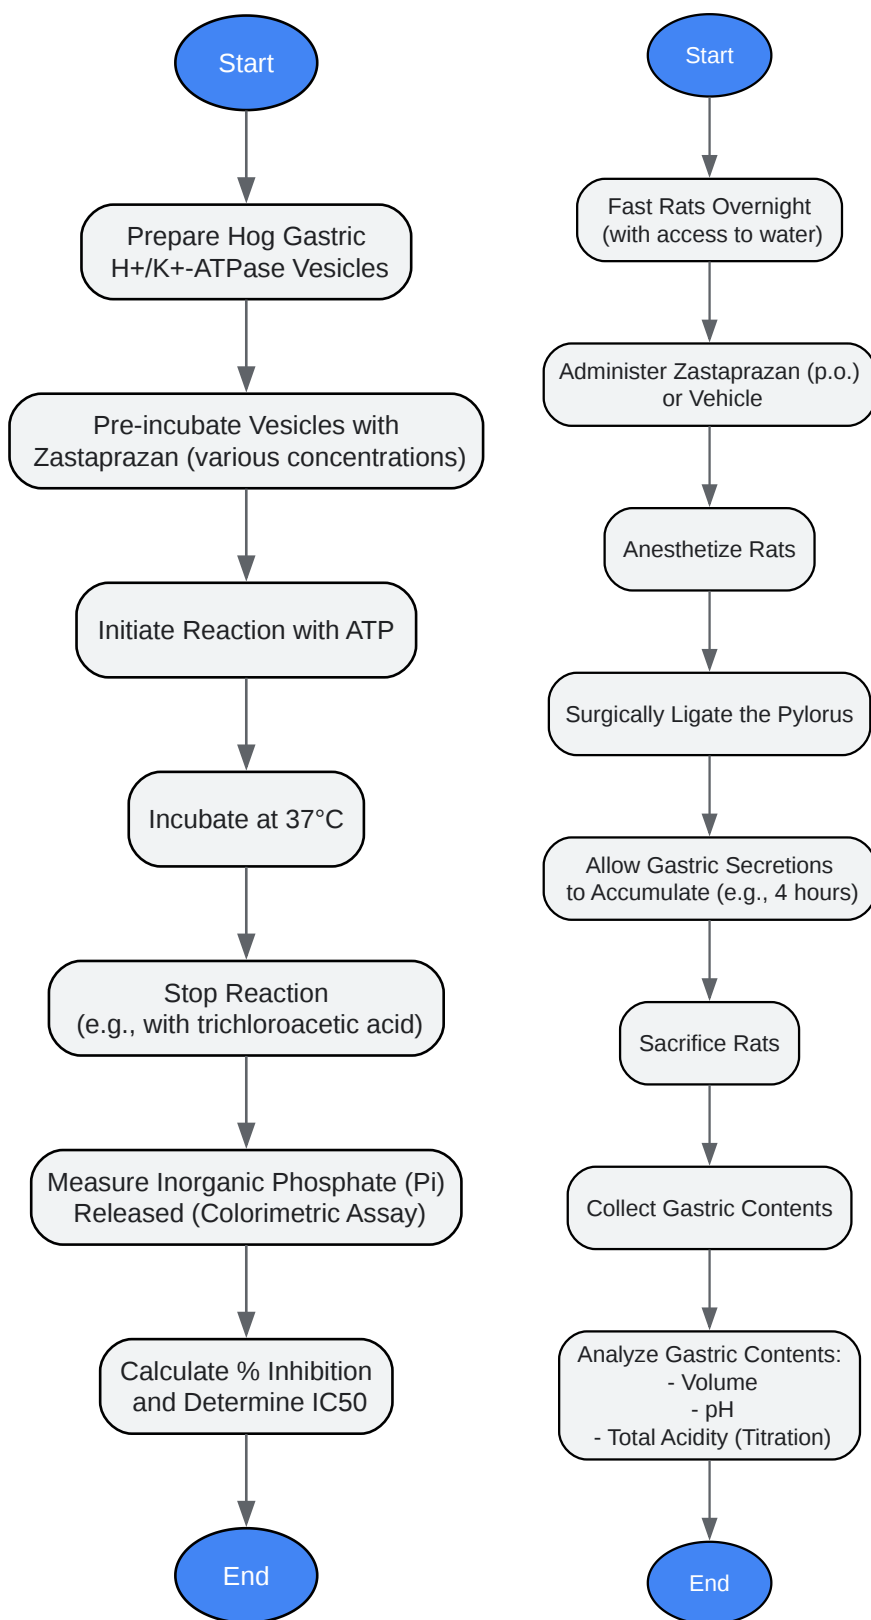 Start
Prepare Hog Gastric
H+/K+-ATPase Vesicles
Pre-incubate Vesicles with
Zastaprazan (various concentrations)
Initiate Reaction with ATP
Incubate at 37°C
Stop Reaction
(e.g., with trichloroacetic acid)
Measure Inorganic Phosphate (Pi)
Released (Colorimetric Assay)
Calculate % Inhibition
and Determine IC50
End
Start
Fast Rats Overnight
(with access to water)
Administer Zastaprazan (p.o.)
or Vehicle
Anesthetize Rats
Surgically Ligate the Pylorus
Allow Gastric Secretions
to Accumulate (e.g., 4 hours)
Sacrifice Rats
Collect Gastric Contents
Analyze Gastric Contents:
- Volume
- pH
- Total Acidity (Titration)
End